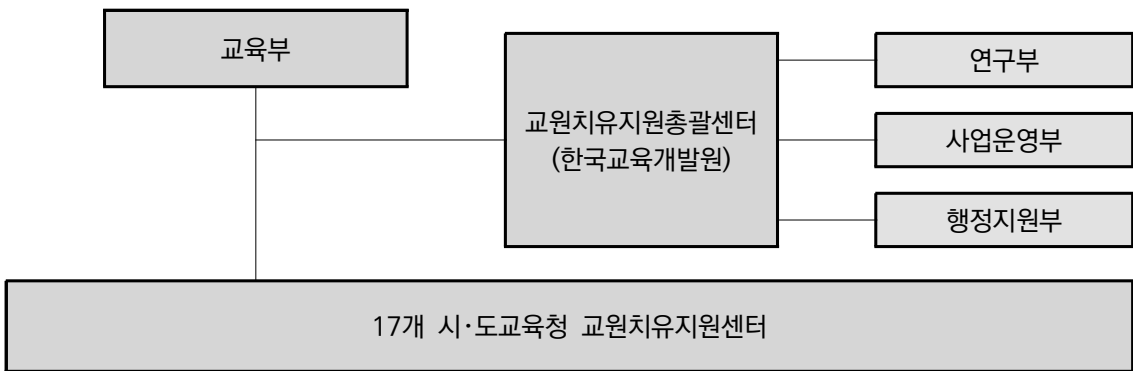 교육부
교원치유지원총괄센터
(한국교육개발원)
연구부
사업운영부
행정지원부
17개 시·도교육청 교원치유지원센터